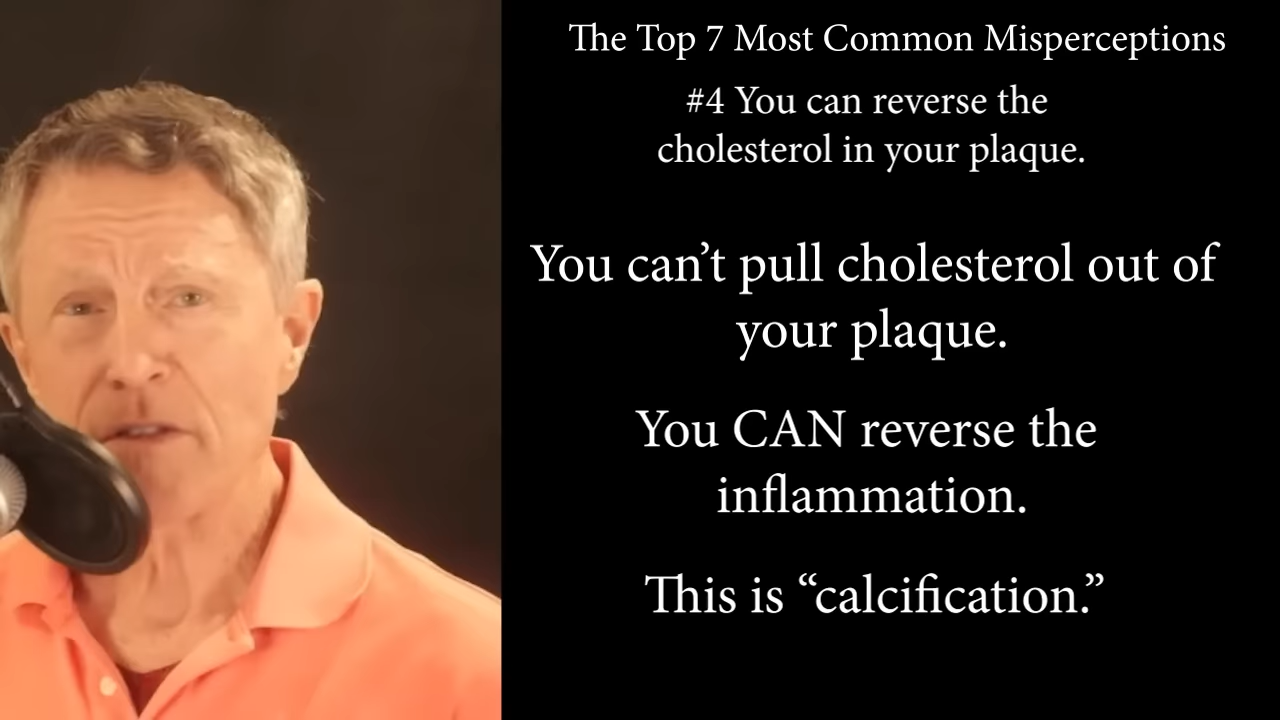 The Top 7 Most Common Misperceptions
#4 You can reverse the
cholesterol in your plaque.
You can’t pull cholesterol out of
your plaque.
You CAN reverse the
inflammation.
This is “calcification.”